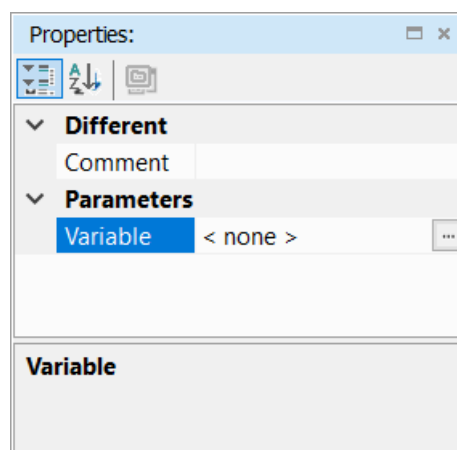 Properties:
Different
Comment
Parameters
Variable < none > ...
Variable